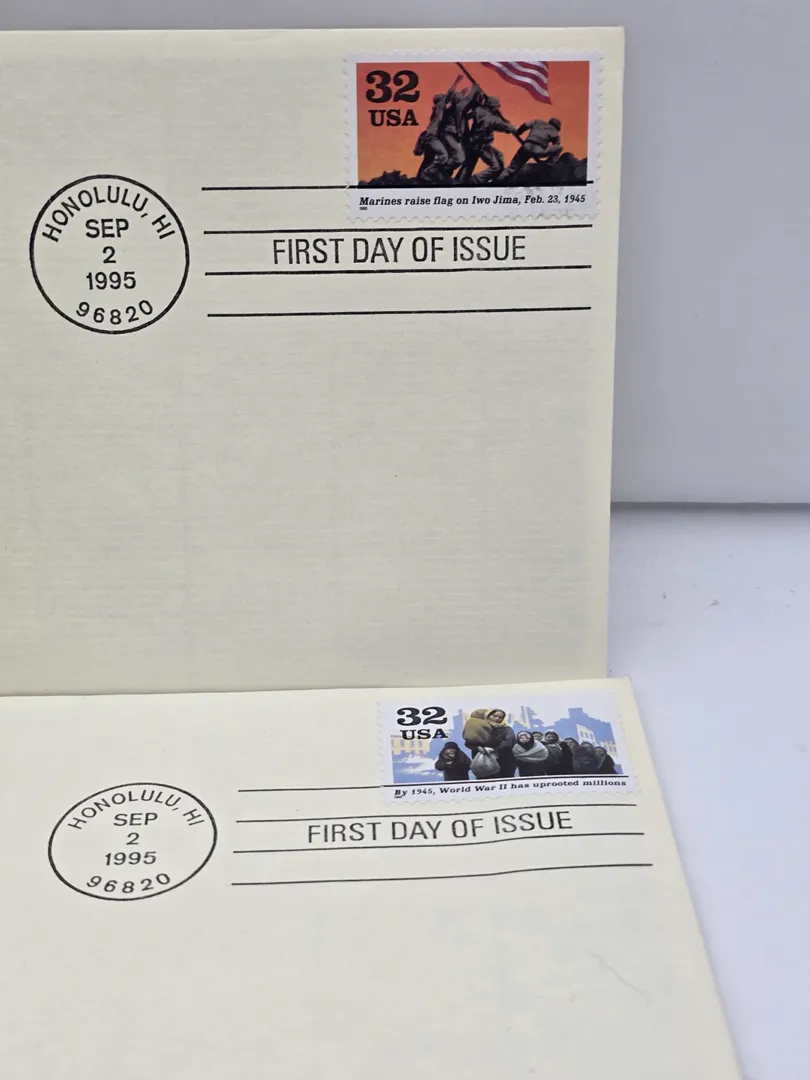 32
USA
Marines raise flag on Iwo Jima, Feb. 23, 1945
HONOLULU, HI
SEP
2
1995
96820
FIRST DAY OF ISSUE
32
USA
By 1945, World War II has uprooted millions
HONOLULU, HI
SEP
2
1995
96820
FIRST DAY OF ISSUE